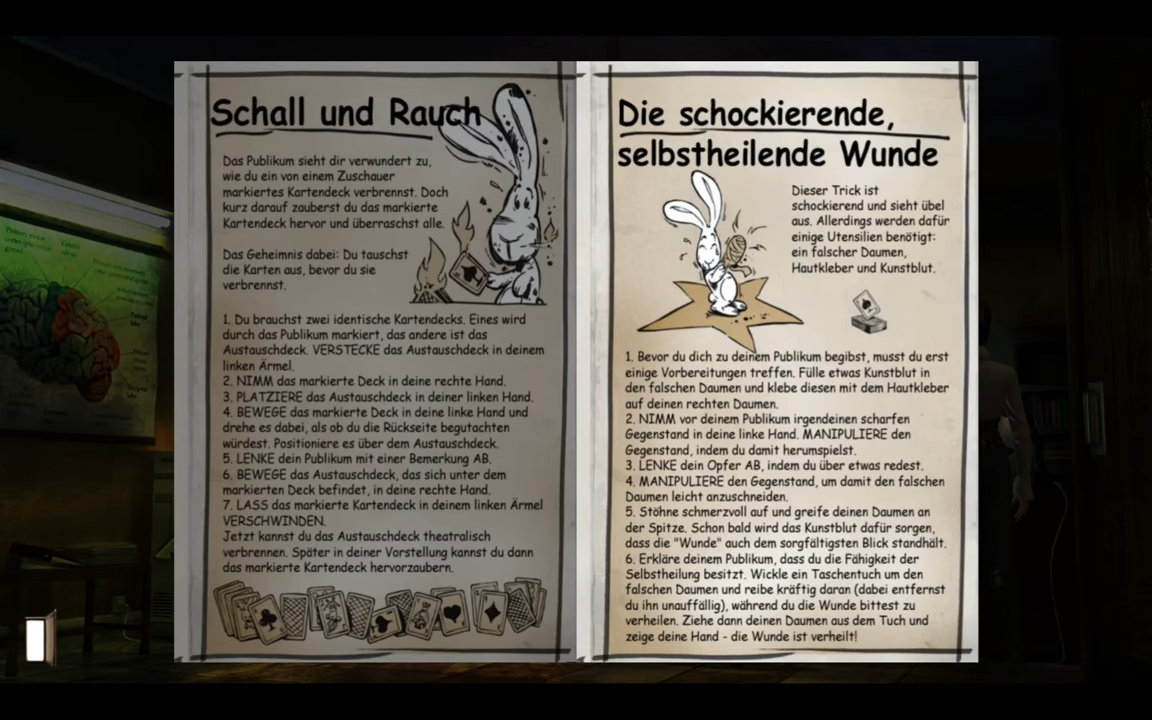 Schall und Rauch
Das Publikum sieht dir verwundert zu,
wie du ein von einem Zuschauer
markiertes Kartendeck verbrennst. Doch
kurz darauf zauberst du das markierte
Kartendeck hervor und überraschst alle.
Das Geheimnis dabei: Du tauschst
die Karten aus, bevor du sie
verbrennst.
1. Du brauchst zwei identische Kartendecks. Eines wird
durch das Publikum markiert, das andere ist das
Austauschdeck. VERSTECKE das Austauschdeck in deinem
linken Ärmel.
2. NIMM das markierte Deck in deine rechte Hand.
3. PLATZIERE das Austauschdeck in deiner linken Hand.
4. BEWEGE das markierte Deck in deine linke Hand und
drehe es dabei, als ob du die Rückseite begutachten
würdest. Positioniere es über dem Austauschdeck.
5. LENKE dein Publikum mit einer Bemerkung AB.
6. BEWEGE das Austauschdeck, das sich unter dem
markierten Deck befindet, in deine rechte Hand.
7. LASS das markierte Kartendeck in deinem linken Ärmel
VERSCHWINDEN.
Jetzt kannst du das Austauschdeck theatralisch
verbrennen. Später in deiner Vorstellung kannst du dann
das markierte Kartendeck hervorzaubern.
Die schockierende,
selbstheilende Wunde
Dieser Trick ist
schockierend und sieht übel
aus. Allerdings werden dafür
einige Utensilien benötigt:
ein falscher Daumen,
Hautkleber und Kunstblut.
1. Bevor du dich zu deinem Publikum begibst, musst du erst
einige Vorbereitungen treffen. Fülle etwas Kunstblut in
den falschen Daumen und klebe diesen mit dem Hautkleber
auf deinen rechten Daumen.
2. NIMM vor deinem Publikum irgendeinen scharfen
Gegenstand in deine linke Hand. MANIPULIERE den
Gegenstand, indem du damit herumspielst.
3. LENKE dein Opfer AB, indem du über etwas redest.
4. MANIPULIERE den Gegenstand, um damit den falschen
Daumen leicht anzuschneiden.
5. Stöhne schmerzvoll auf und greife deinen Daumen an
der Spitze. Schon bald wird das Kunstblut dafür sorgen,
dass die "Wunde" auch dem sorgfältigsten Blick standhält.
6. Erkläre deinem Publikum, dass du die Fähigkeit der
Selbstheilung besitzt. Wickle ein Taschentuch um den
falschen Daumen und reibe kräftig daran (dabei entfernst
du ihn unauffällig), während du die Wunde bittest zu
verheilen. Ziehe dann deinen Daumen aus dem Tuch und
zeige deine Hand - die Wunde ist verheilt!